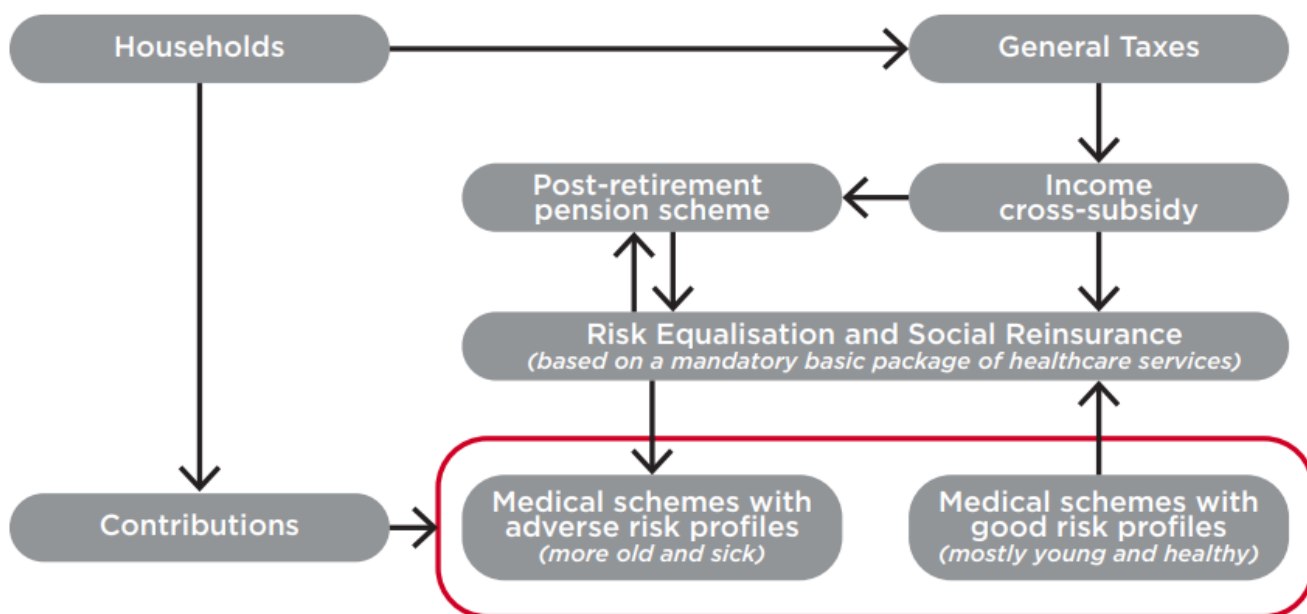 Households
General Taxes
Post-retirement
pension scheme
Income
cross-subsidy
Risk Equalisation and Social Reinsurance
(based on a mandatory basic package of healthcare services)
Contributions
Medical schemes with
adverse risk profiles
(more old and sick)
Medical schemes with
good risk profiles
(mostly young and healthy)